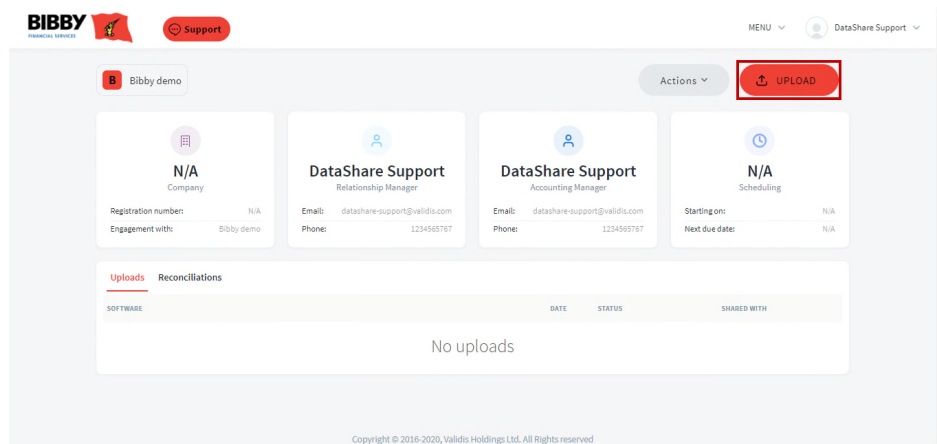 BIBBY
FINANCIAL SERVICES
Support
MENU
DataShare Support
B Bibby demo
Actions
UPLOAD
N/A
Company
Registration number: N/A
Engagement with: Bibby demo
DataShare Support
Relationship Manager
Email: datashare-support@validis.com
Phone: 1234565767
DataShare Support
Accounting Manager
Email: datashare-support@validis.com
Phone: 1234565767
N/A
Scheduling
Starting on: N/A
Next due date: N/A
Uploads Reconciliations
SOFTWARE DATE STATUS SHARED WITH
No uploads
Copyright © 2016-2020, Validis Holdings Ltd. All Rights reserved